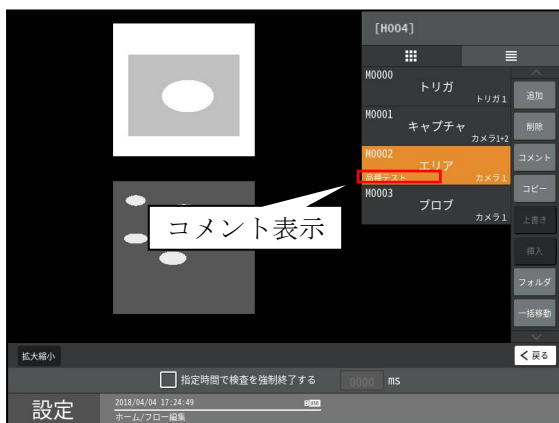 [H004]
M0000
トリガ
トリガ1
M0001
キャプチャ
カメラ1+2
M0002
エリア
品種テスト
カメラ1
M0003
ブロブ
カメラ1
追加
削除
コメント
コピー
上書き
挿入
フォルダ
一括移動
コメント表示
拡大縮小
戻る
指定時間で検査を強制終了する
0000 ms
設定
2018/04/04 17:24:49
ホーム/フロー編集